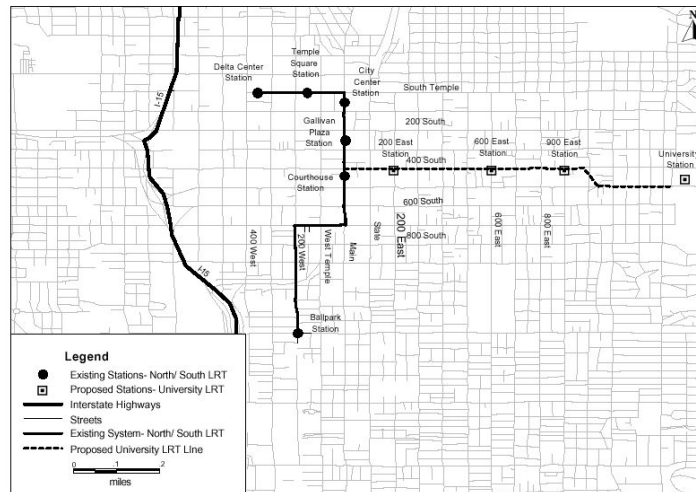 N
Temple
Square
Station
Delta Center
Station
City
Center
Station
South Temple
I-15
Gallivan
Plaza
Station
200 South
200 East
Station
600 East
Station
900 East
Station
University
Station
400 South
Courthouse
Station
600 South
800 South
400 West
200 West
West Temple
Main
State
200 East
600 East
800 East
I-15
Ballpark
Station
Legend
Existing Stations- North/ South LRT
Proposed Stations- University LRT
Interstate Highways
Streets
Existing System- North/ South LRT
Proposed University LRT LIne
0 .1 .2
miles